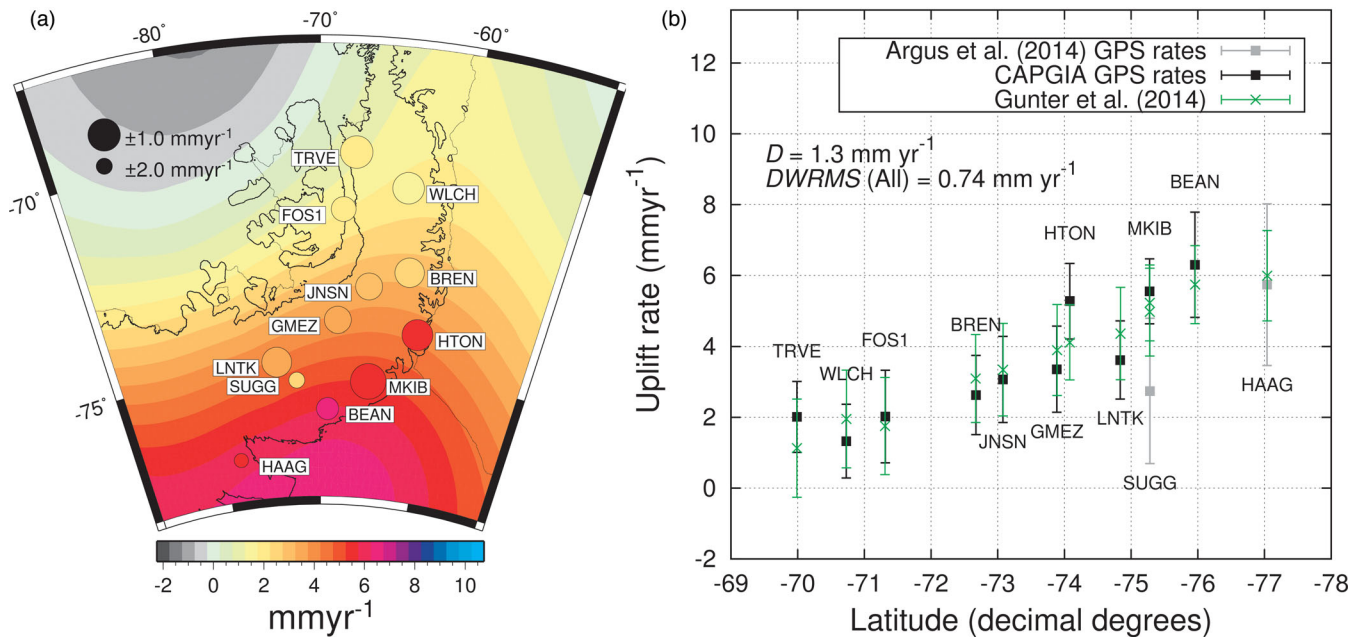 (a)
-80°
-70°
-60°
±1.0 mmyr-1
±2.0 mmyr-1
-70°
-75°
TRVE
WLCH
FOS1
BREN
JNSN
GMEZ
HTON
LNTK
SUGG
MKIB
BEAN
HAAG
-2 0 2 4 6 8 10
mmyr-1
(b)
Argus et al. (2014) GPS rates
CAPGIA GPS rates
Gunter et al. (2014)
D = 1.3 mm yr-1
DWRMS (All) = 0.74 mm yr-1
Uplift rate (mmyr-1)
12
10
8
6
4
2
0
-2
BEAN
MKIB
HTON
BREN
FOS1
TRVE
WLCH
JNSN
GMEZ
LNTK
HAAG
SUGG
-69 -70 -71 -72 -73 -74 -75 -76 -77 -78
Latitude (decimal degrees)